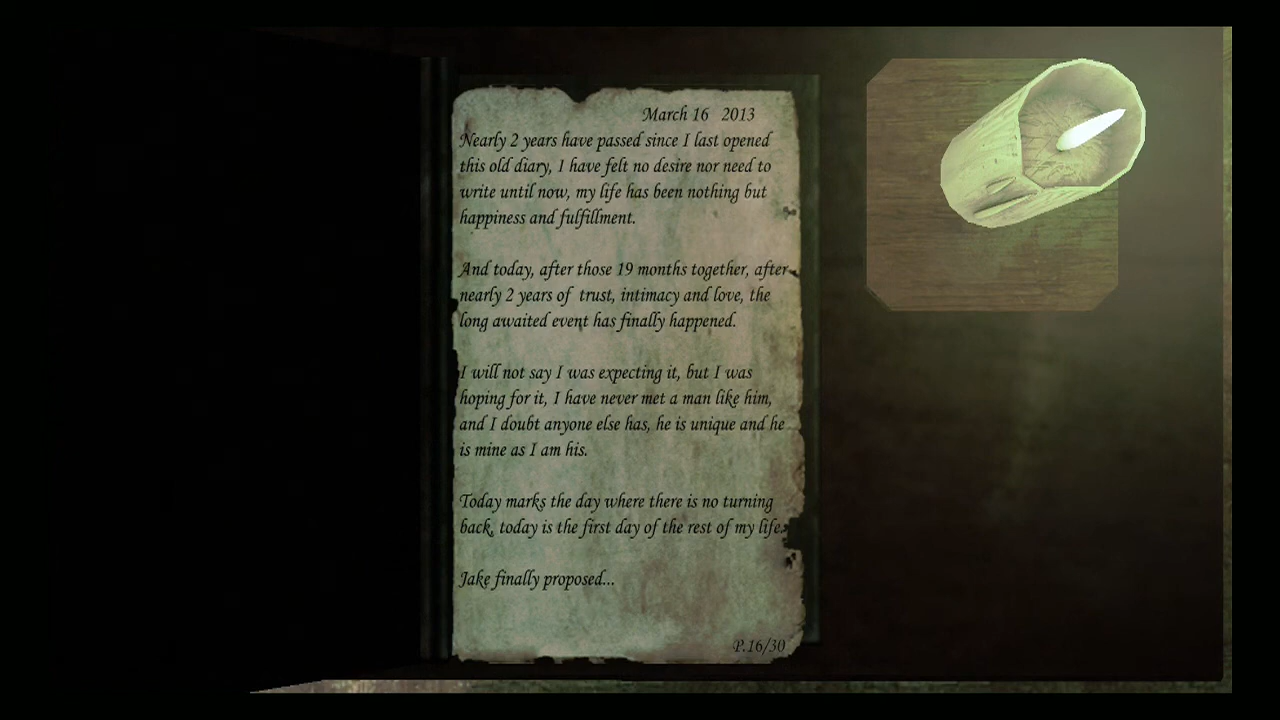 March 16 2013
Nearly 2 years have passed since I last opened
this old diary, I have felt no desire nor need to
write until now, my life has been nothing but
happiness and fulfillment.
And today, after those 19 months together, after
nearly 2 years of trust, intimacy and love, the
long awaited event has finally happened.
I will not say I was expecting it, but I was
hoping for it, I have never met a man like him,
and I doubt anyone else has, he is unique and he
is mine as I am his.
Today marks the day where there is no turning
back, today is the first day of the rest of my life.
Jake finally proposed...
P.16/30